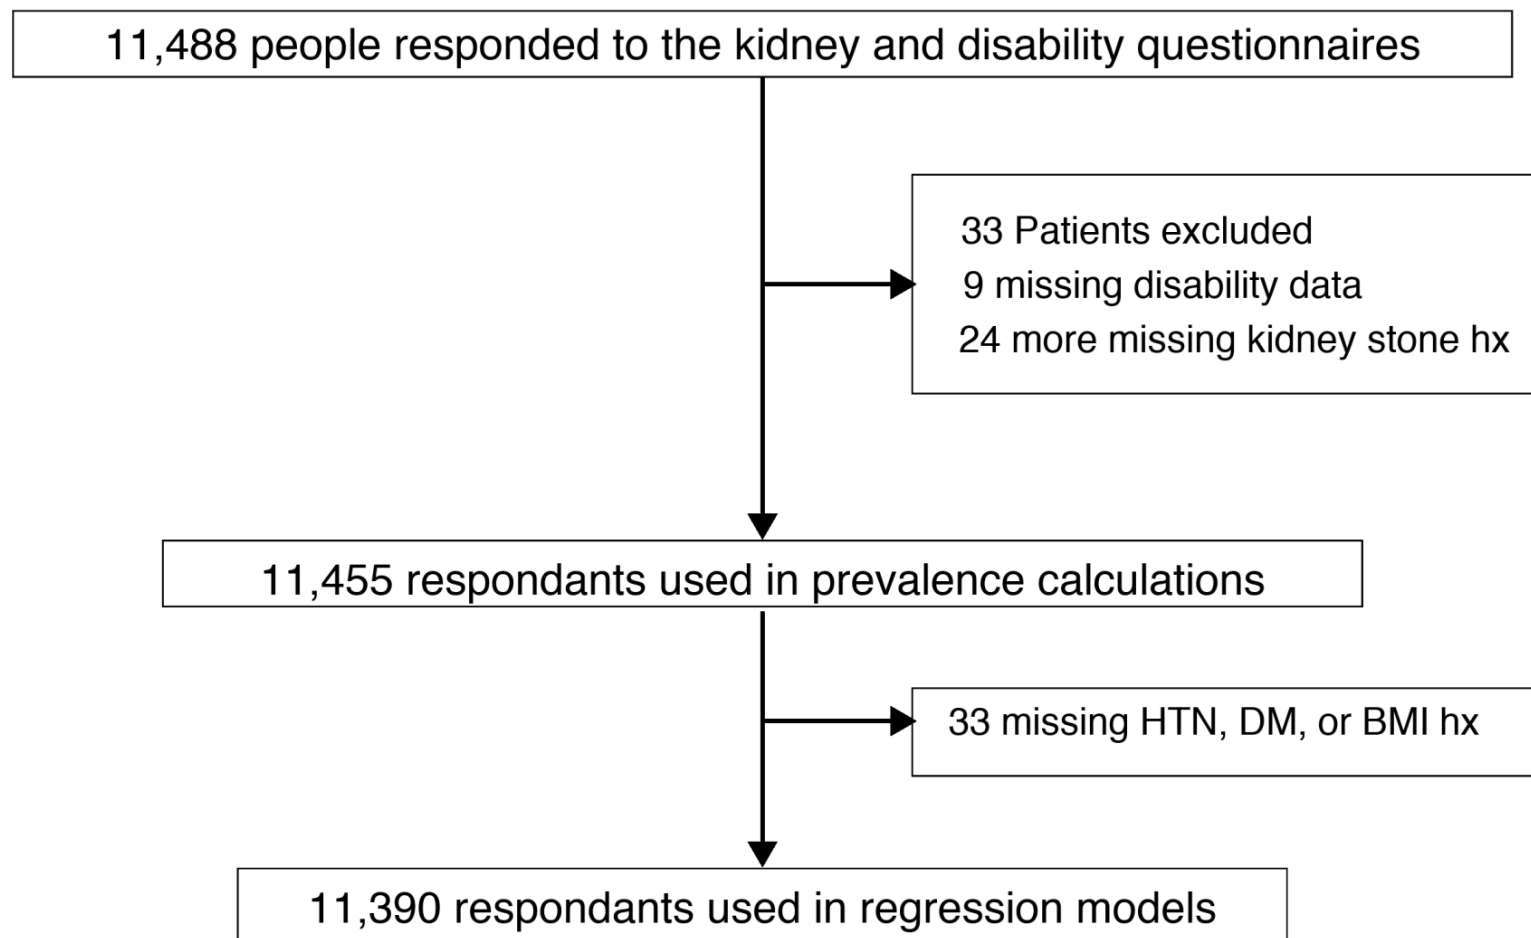 11,488 people responded to the kidney and disability questionnaires
33 Patients excluded
9 missing disability data
24 more missing kidney stone hx
11,455 respondants used in prevalence calculations
33 missing HTN, DM, or BMI hx
11,390 respondants used in regression models